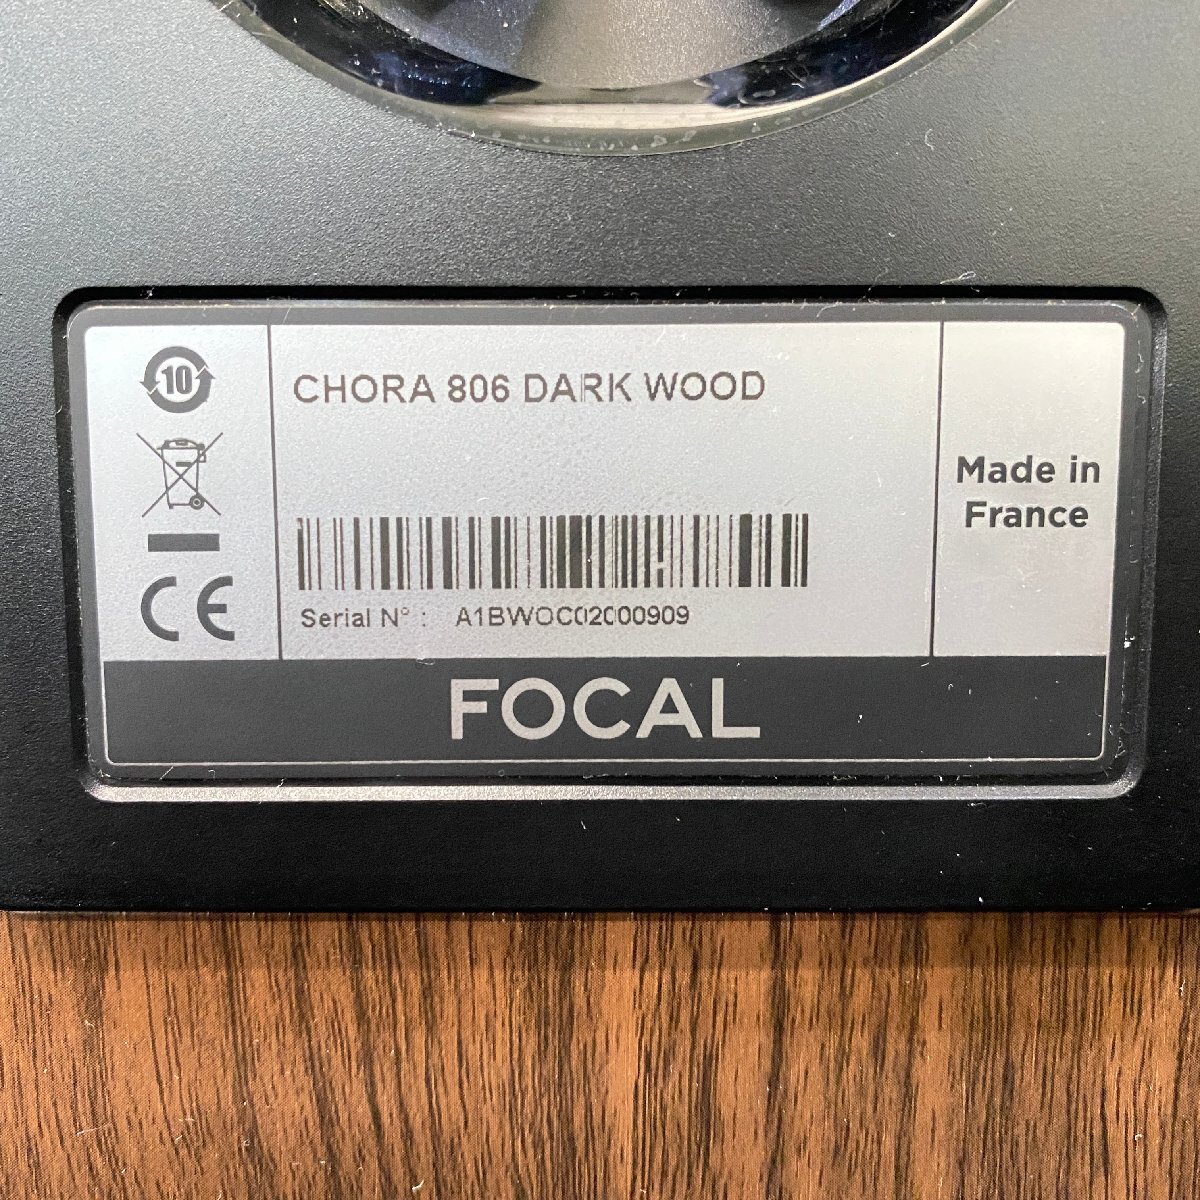 10
CHORA 806 DARK WOOD
Made in
France
Serial N° : A1BWOC02000909
CE
FOCAL